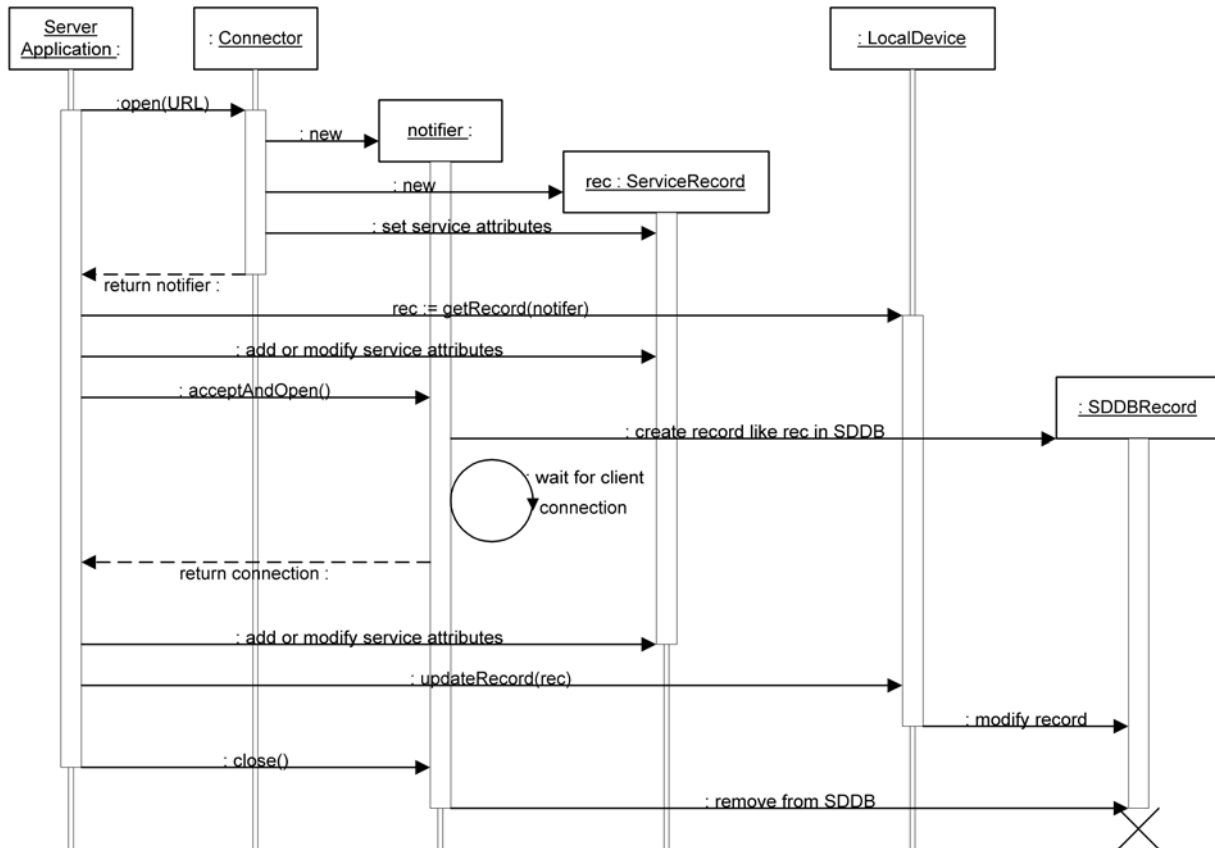 Server
Application :
: Connector
: LocalDevice
:open(URL)
: new
notifier :
: new
rec : ServiceRecord
: set service attributes
return notifier :
rec := getRecord(notifer)
: add or modify service attributes
: acceptAndOpen()
: SDDBRecord
: create record like rec in SDDB
: wait for client
connection
return connection :
: add or modify service attributes
: updateRecord(rec)
: modify record
: close()
: remove from SDDB